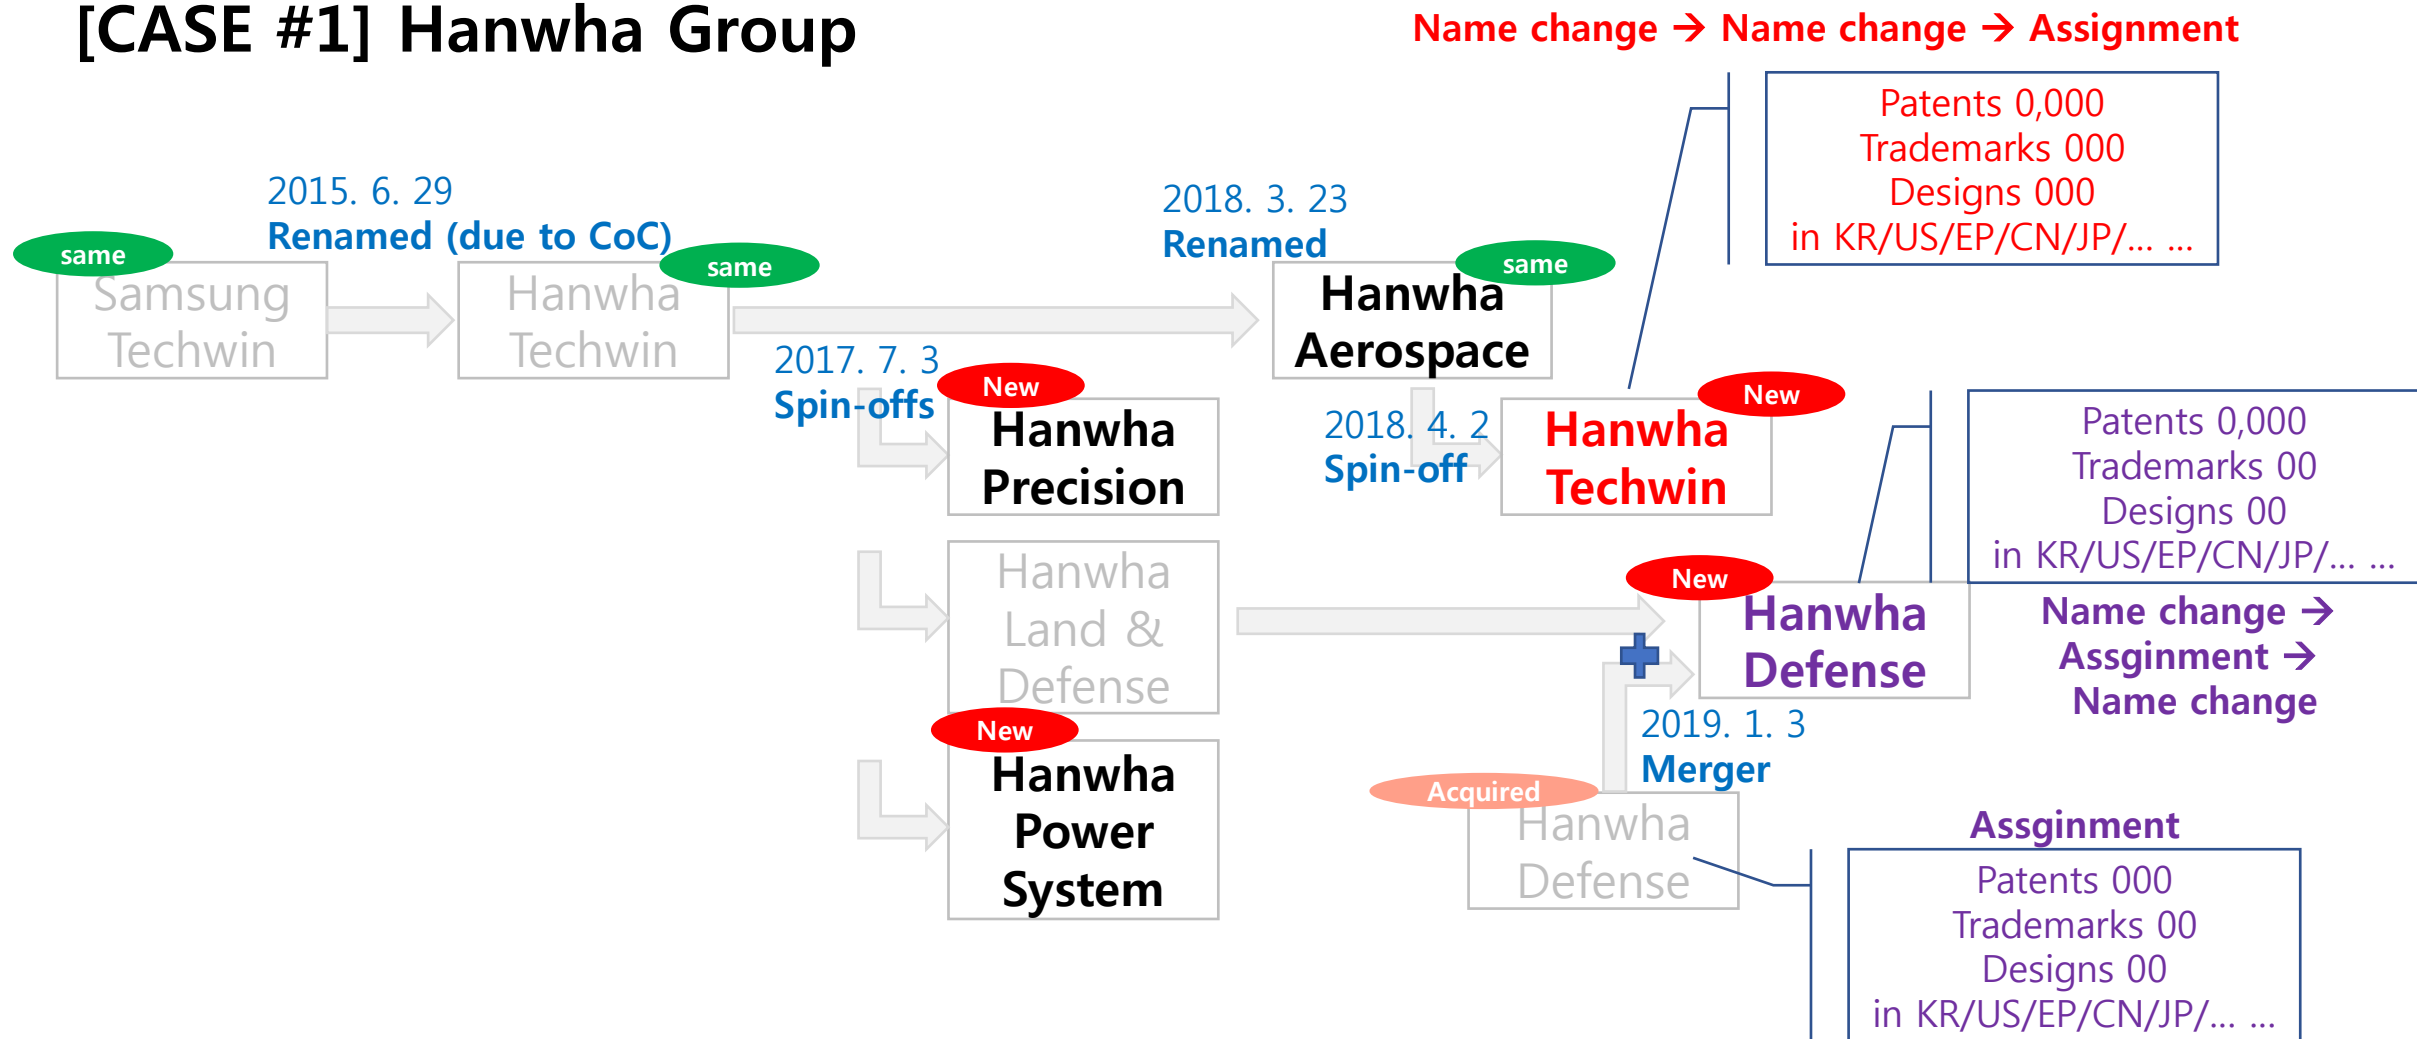 [CASE #1] Hanwha Group
Name change → Name change → Assignment
Patents 0,000
Trademarks 000
Designs 000
in KR/US/EP/CN/JP/... ...
2015. 6. 29
Renamed (due to CoC)
2018. 3. 23
Renamed
same
Samsung
Techwin
same
Hanwha
Techwin
same
Hanwha
Aerospace
2017. 7. 3
Spin-offs
New
Hanwha
Precision
2018. 4. 2
Spin-off
New
Hanwha
Techwin
Patents 0,000
Trademarks 00
Designs 00
in KR/US/EP/CN/JP/... ...
Hanwha
Land &
Defense
New
Hanwha
Defense
Name change →
Assginment →
Name change
New
Hanwha
Power
System
2019. 1. 3
Merger
Acquired
Hanwha
Defense
Assginment
Patents 000
Trademarks 00
Designs 00
in KR/US/EP/CN/JP/... ...